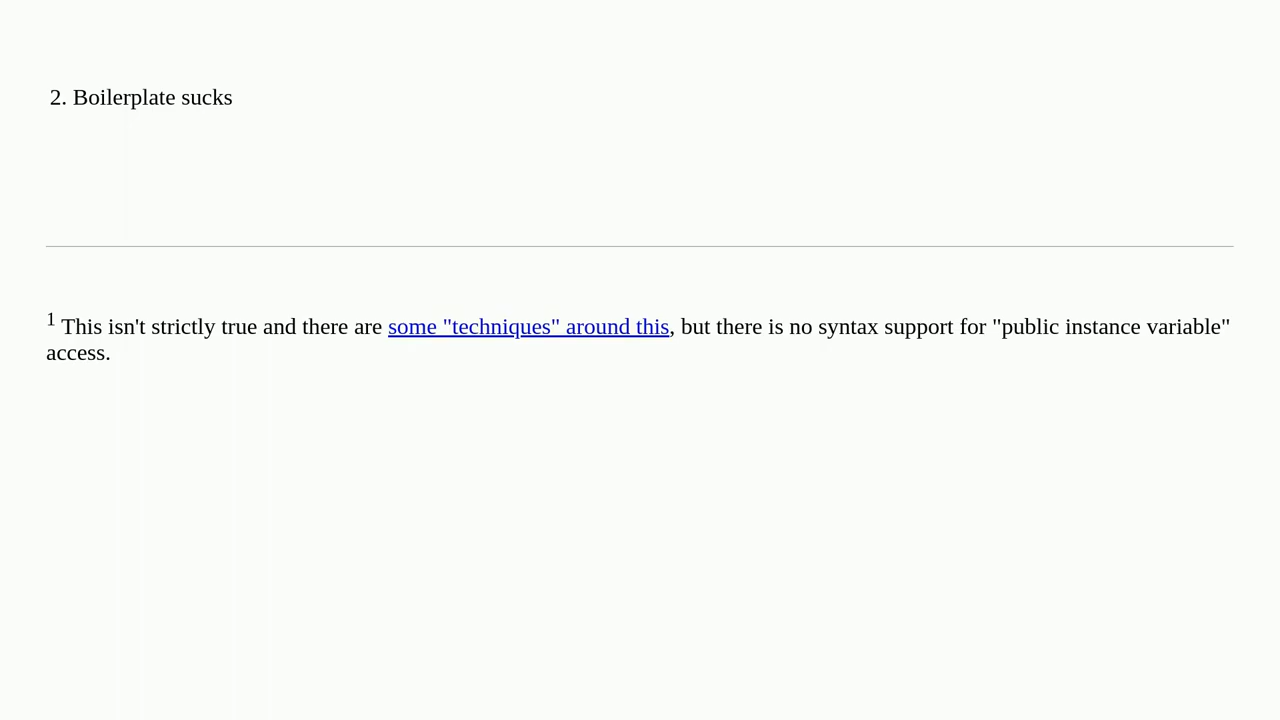 2. Boilerplate sucks
1 This isn't strictly true and there are some "techniques" around this, but there is no syntax support for "public instance variable"
access.